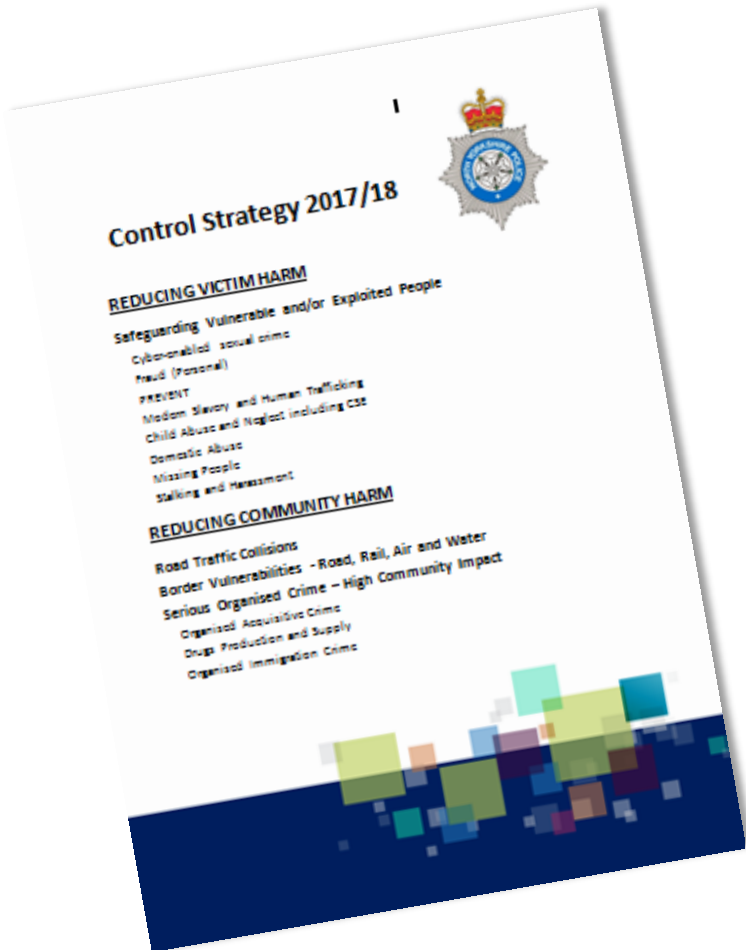 NORTH YORKSHIRE POLICE
Control Strategy 2017/18
REDUCING VICTIM HARM
Safeguarding Vulnerable and/or Exploited People
Cyber-enabled sexual crime
Fraud (Personal)
PREVENT
Modern Slavery and Human Trafficking
Child Abuse and Neglect including CSE
Domestic Abuse
Missing People
Stalking and Harassment
REDUCING COMMUNITY HARM
Road Traffic Collisions
Border Vulnerabilities - Road, Rail, Air and Water
Serious Organised Crime – High Community Impact
Organised Acquisitive Crime
Drugs Production and Supply
Organised Immigration Crime